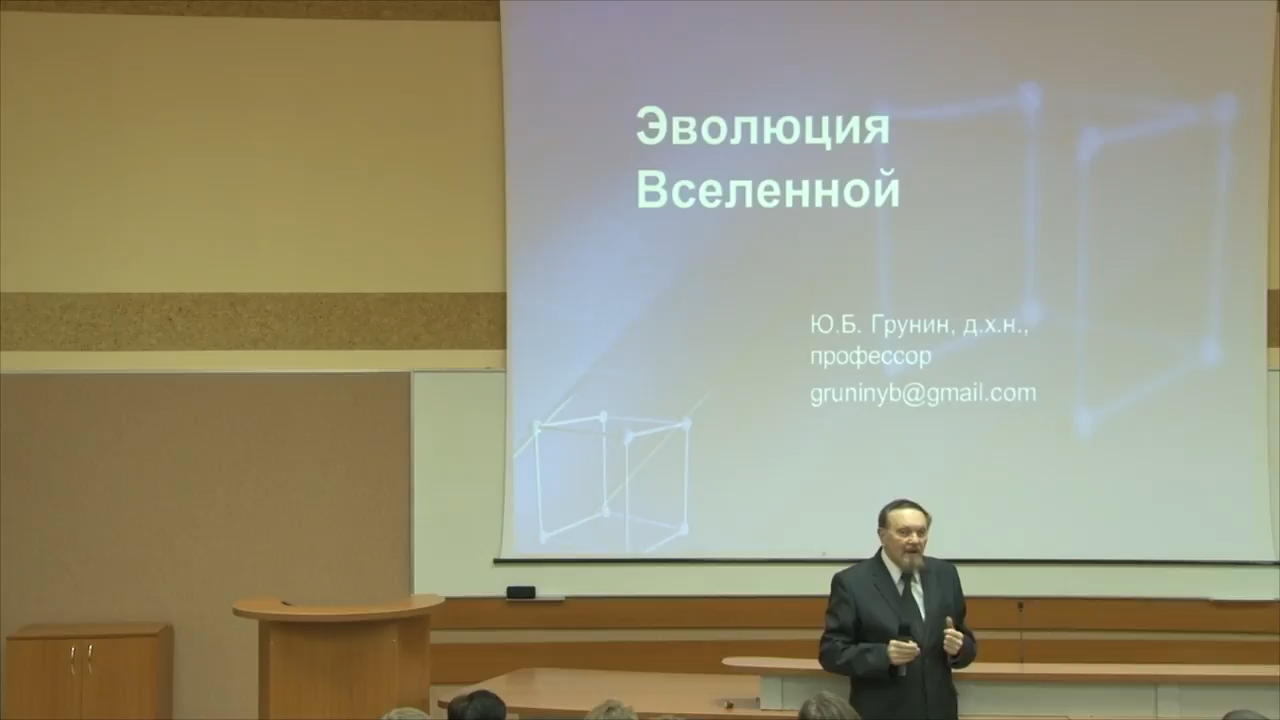 Эволюция
Вселенной
Ю.Б. Грунин, д.х.н.,
профессор
gruninyb@gmail.com